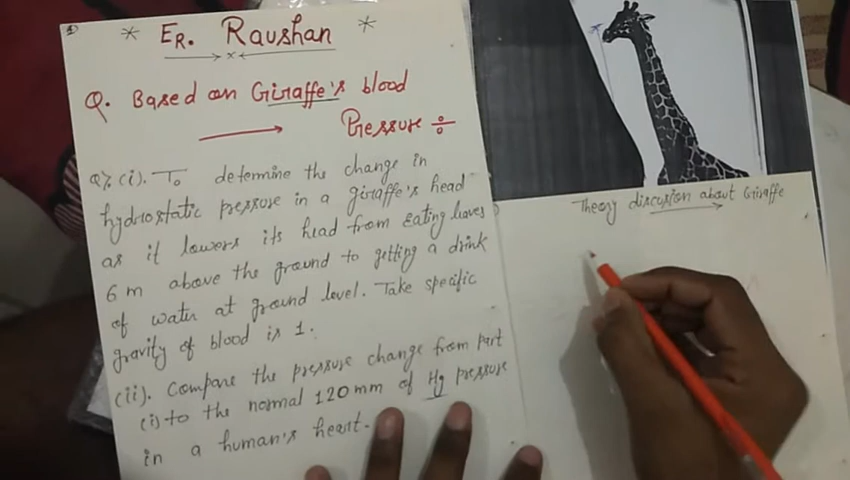 * ER. Raushan *
Q. Based on Giraffe's blood
Pressure ÷
Q1/ (i). To determine the change in
hydrostatic pressure in a giraffe's head
as it lowers its head from eating leaves
6 m above the ground to getting a drink
of water at ground level. Take specific
gravity of blood is 1.
(ii). Compare the pressure change from part
(i) to the normal 120 mm of Hg pressure
in a human's heart.
Theory discusion about Giraffe